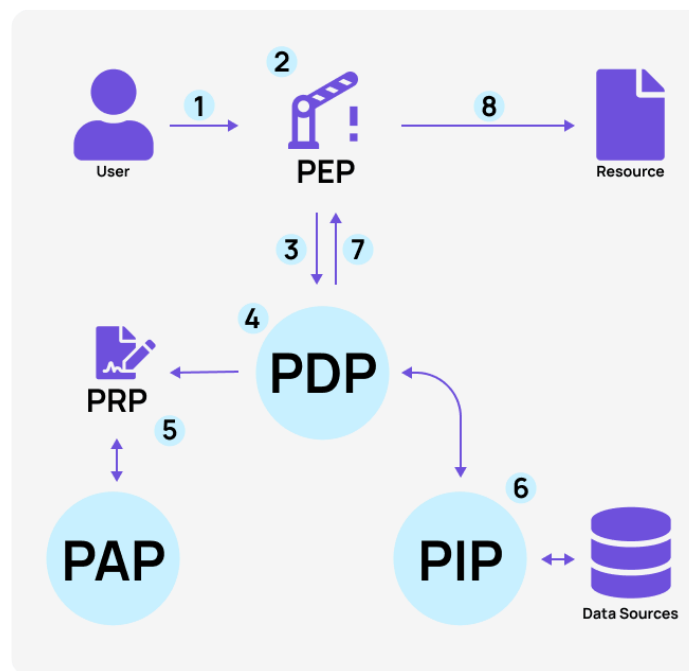 2
1
8
User
PEP
Resource
3
7
4
PDP
PRP
5
6
PAP
PIP
Data Sources